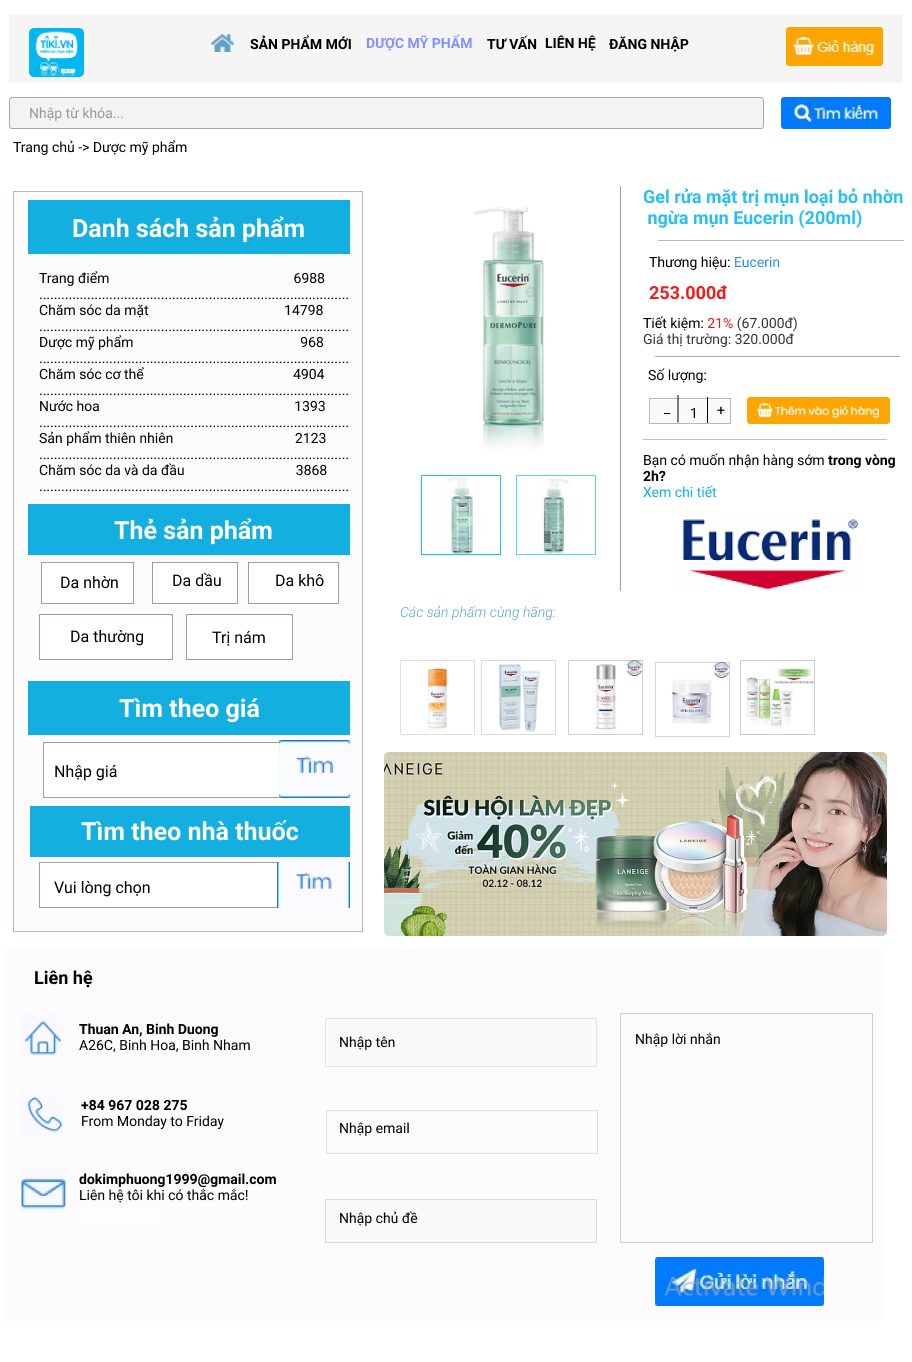 TIKI.VN
SẢN PHẨM MỚI
DƯỢC MỸ PHẨM
TƯ VẤN
LIÊN HỆ
ĐĂNG NHẬP
Giỏ hàng
Nhập từ khóa...
Tìm kiếm
Trang chủ -> Dược mỹ phẩm
Danh sách sản phẩm
Trang điểm 6988
Chăm sóc da mặt 14798
Dược mỹ phẩm 968
Chăm sóc cơ thể 4904
Nước hoa 1393
Sản phẩm thiên nhiên 2123
Chăm sóc da và da đầu 3868
Thẻ sản phẩm
Da nhờn
Da dầu
Da khô
Da thường
Trị nám
Tìm theo giá
Nhập giá
Tìm
Tìm theo nhà thuốc
Vui lòng chọn
Tìm
Eucerin
DERMOPURE
REINIGUNGSGEL
Gel rửa mặt trị mụn loại bỏ nhờn
ngừa mụn Eucerin (200ml)
Thương hiệu: Eucerin
253.000đ
Tiết kiệm: 21% (67.000đ)
Giá thị trường: 320.000đ
Số lượng:
– 1 +
Thêm vào giỏ hàng
Bạn có muốn nhận hàng sớm trong vòng
2h?
Xem chi tiết
Eucerin®
Các sản phẩm cùng hãng:
ANEIGE
SIÊU HỘI LÀM ĐẸP
Giảm
đến
40%
TOÀN GIAN HÀNG
02.12 - 08.12
LANEIGE
LANEIGE
Liên hệ
Thuan An, Binh Duong
A26C, Binh Hoa, Binh Nham
+84 967 028 275
From Monday to Friday
dokimphuong1999@gmail.com
Liên hệ tôi khi có thắc mắc!
Nhập tên
Nhập email
Nhập chủ đề
Nhập lời nhắn
Gửi lời nhắn
Activate Winc